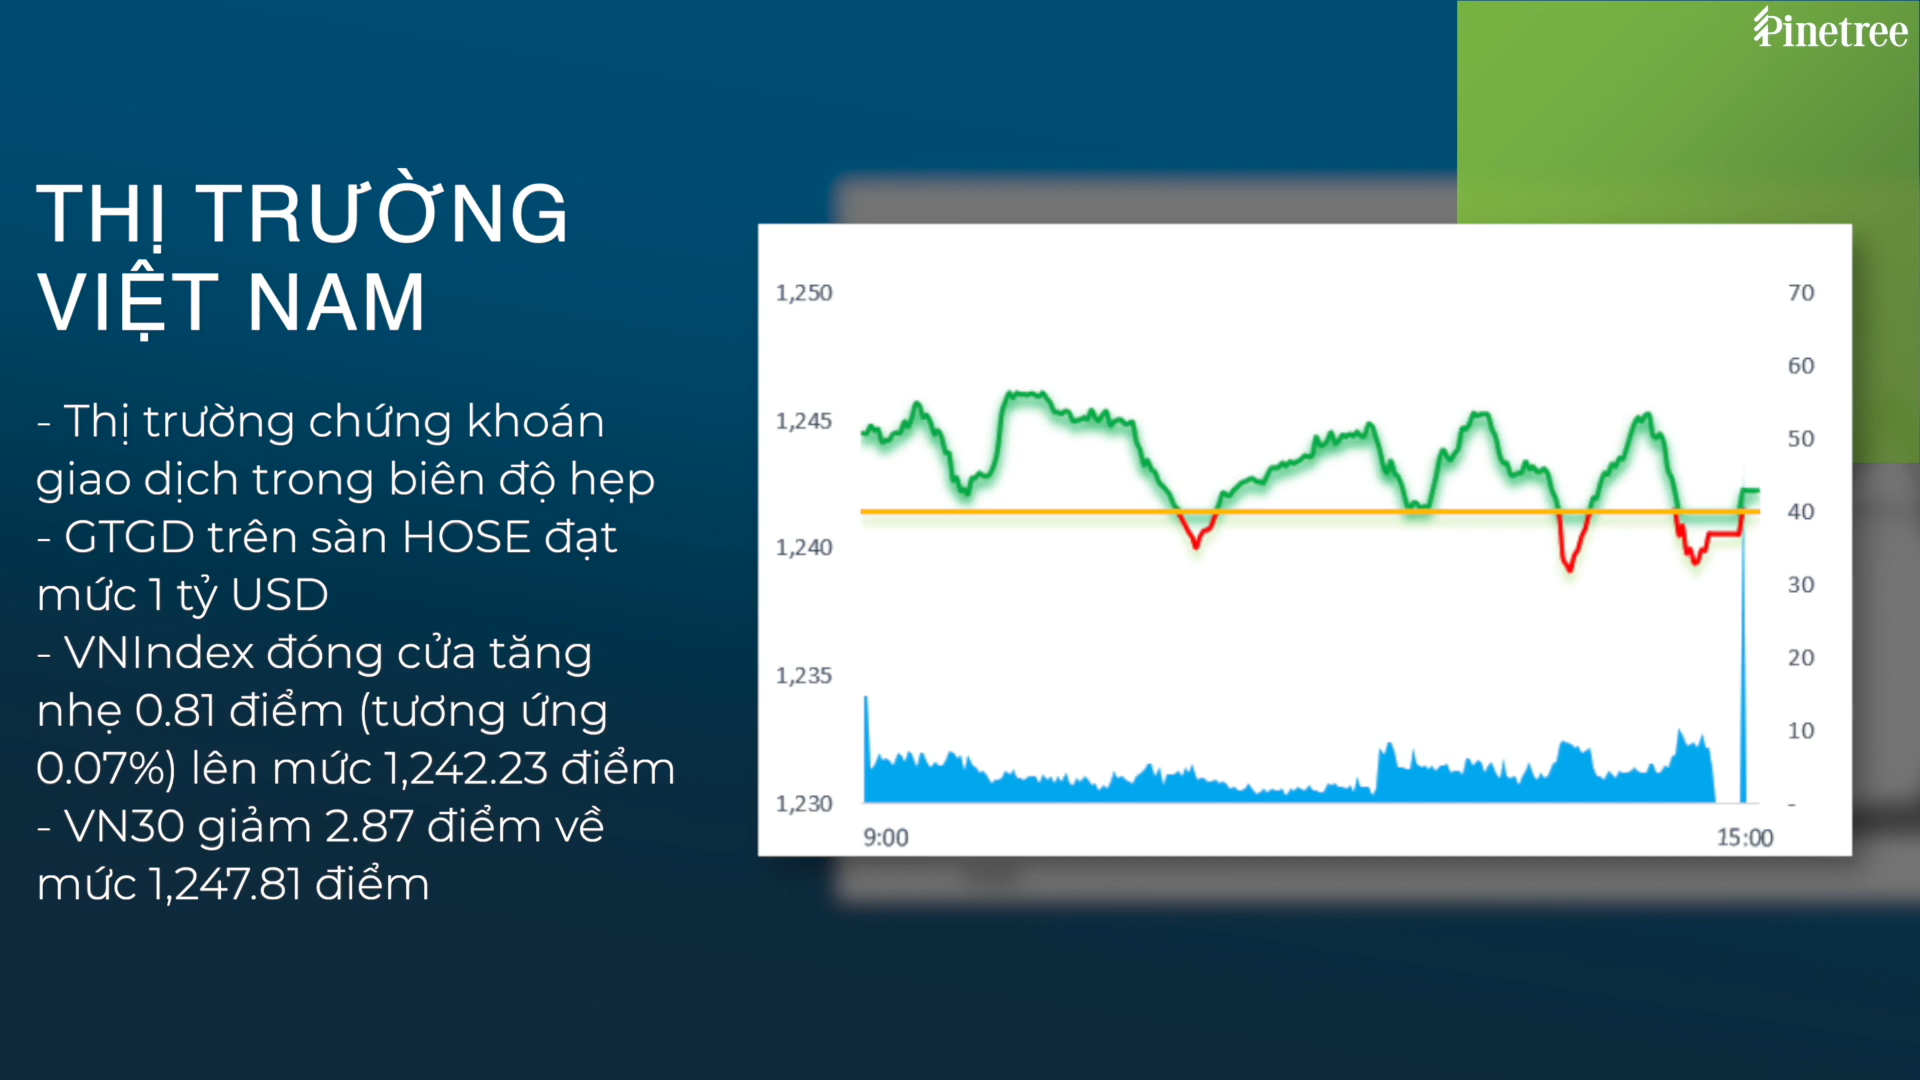 Pinetree
THỊ TRƯỜNG
VIỆT NAM
- Thị trường chứng khoán
giao dịch trong biên độ hẹp
- GTGD trên sàn HOSE đạt
mức 1 tỷ USD
- VNIndex đóng cửa tăng
nhẹ 0.81 điểm (tương ứng
0.07%) lên mức 1,242.23 điểm
- VN30 giảm 2.87 điểm về
mức 1,247.81 điểm
1,250
1,245
1,240
1,235
1,230
70
60
50
40
30
20
10
-
9:00
15:00